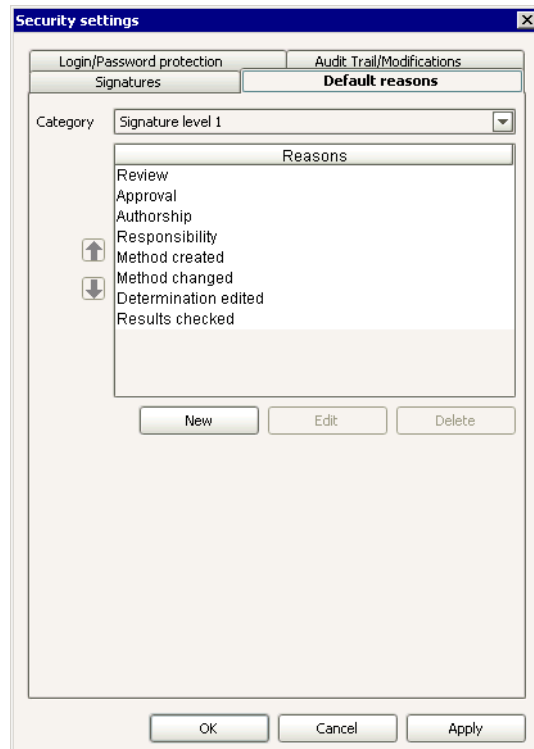 Security settings
Login/Password protection
Audit Trail/Modifications
Signatures
Default reasons
Category
Signature level 1
Reasons
Review
Approval
Authorship
Responsibility
Method created
Method changed
Determination edited
Results checked
New
Edit
Delete
OK
Cancel
Apply